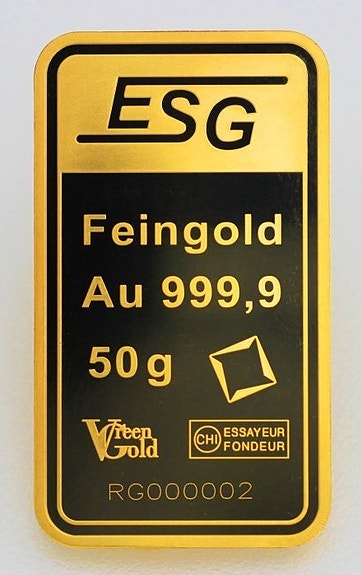 ESG
Feingold
Au 999,9
50g
Green
Gold
CHI
ESSAYEUR
FONDEUR
RG000002